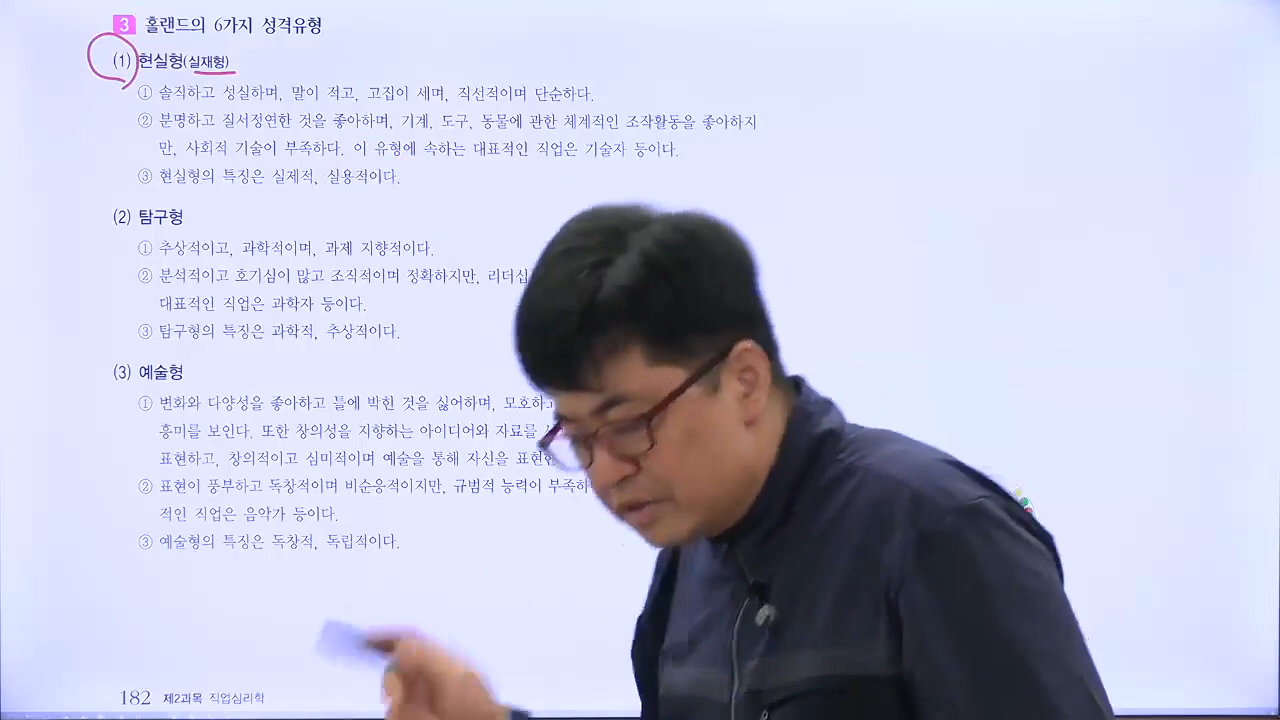 3 홀랜드의 6가지 성격유형
(1) 현실형(실재형)
① 솔직하고 성실하며, 말이 적고, 고집이 세며, 직선적이며 단순하다.
② 분명하고 질서정연한 것을 좋아하며, 기계, 도구, 동물에 관한 체계적인 조작활동을 좋아하지
만, 사회적 기술이 부족하다. 이 유형에 속하는 대표적인 직업은 기술자 등이다.
③ 현실형의 특징은 실제적, 실용적이다.
(2) 탐구형
① 추상적이고, 과학적이며, 과제 지향적이다.
② 분석적이고 호기심이 많고 조직적이며 정확하지만, 리더십
대표적인 직업은 과학자 등이다.
③ 탐구형의 특징은 과학적, 추상적이다.
(3) 예술형
① 변화와 다양성을 좋아하고 틀에 박힌 것을 싫어하며, 모호하고
흥미를 보인다. 또한 창의성을 지향하는 아이디어와 자료를
표현하고, 창의적이고 심미적이며 예술을 통해 자신을
② 표현이 풍부하고 독창적이며 비순응적이지만, 규범적 능력이
적인 직업은 음악가 등이다.
③ 예술형의 특징은 독창적, 독립적이다.
182 제2과목 직업심리학